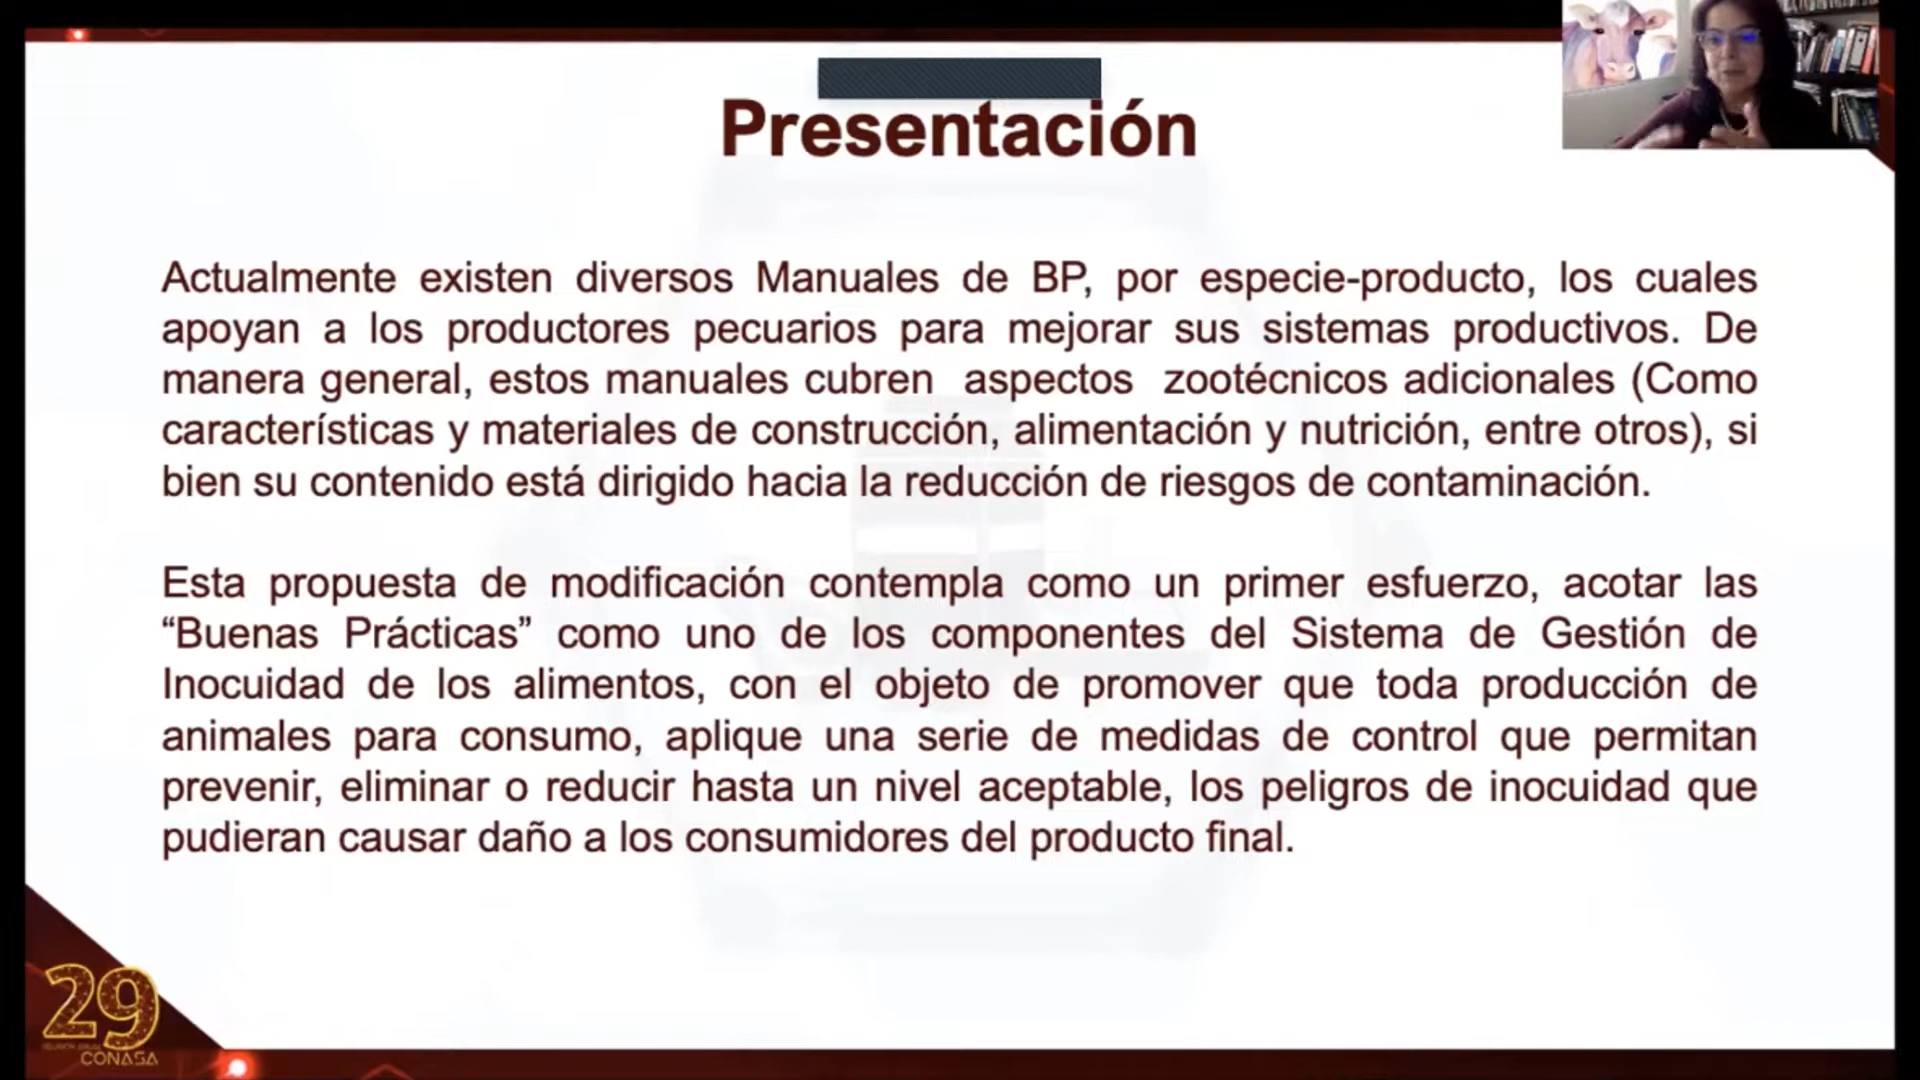 Presentación
Actualmente existen diversos Manuales de BP, por especie-producto, los cuales
apoyan a los productores pecuarios para mejorar sus sistemas productivos. De
manera general, estos manuales cubren aspectos zootécnicos adicionales (Como
características y materiales de construcción, alimentación y nutrición, entre otros), si
bien su contenido está dirigido hacia la reducción de riesgos de contaminación.
Esta propuesta de modificación contempla como un primer esfuerzo, acotar las
“Buenas Prácticas” como uno de los componentes del Sistema de Gestión de
Inocuidad de los alimentos, con el objeto de promover que toda producción de
animales para consumo, aplique una serie de medidas de control que permitan
prevenir, eliminar o reducir hasta un nivel aceptable, los peligros de inocuidad que
pudieran causar daño a los consumidores del producto final.
29
CONASA